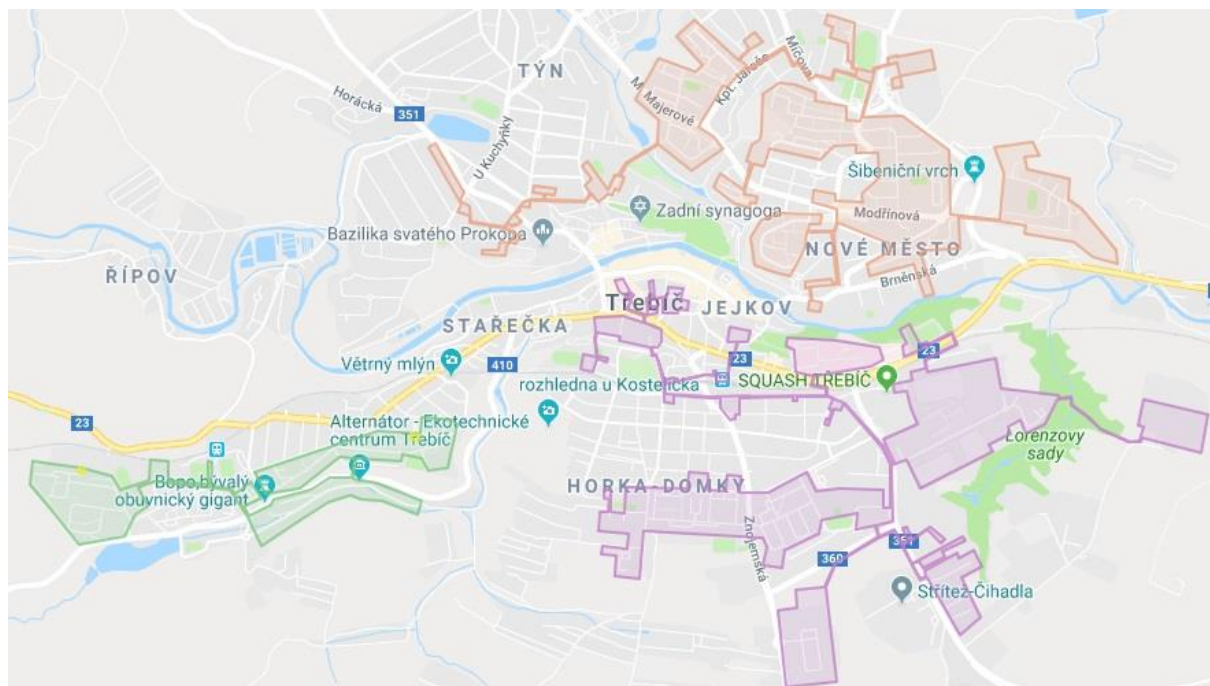 TÝN
Horácká
351
U Kuchyňky
M. Majerové
Kpt. Jaroše
Míčova
Šibeniční vrch
Zadní synagoga
Modřínová
Bazilika svatého Prokopa
NOVÉ MĚSTO
ŘÍPOV
Brněnská
Třebíč
JEJKOV
STAŘEČKA
Větrný mlýn
410
23
23
rozhledna u Kostelíčka
SQUASH TŘEBÍČ
23
Alternátor - Ekotechnické
centrum Třebíč
Lorenzovy
sady
Bopo,bývalý
obuvnický gigant
HORKA-DOMKY
Znojemská
351
360
Střítež-Čihadla